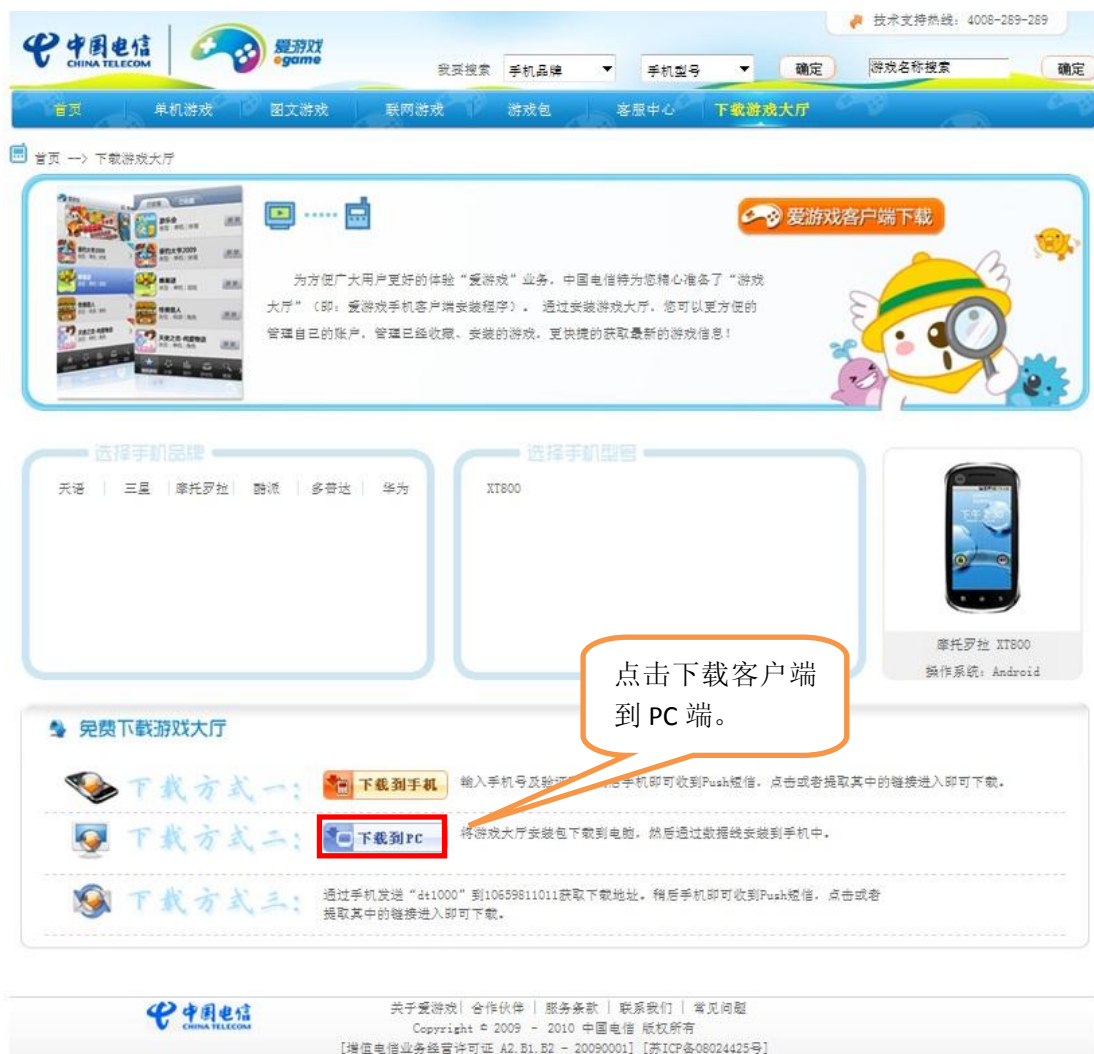 技术支持热线: 4008-289-289
中国电信
CHINA TELECOM
爱游戏
egame
我要搜索 手机品牌 手机型号 确定 游戏名称搜索 确定
首页 单机游戏 图文游戏 联网游戏 游戏包 客服中心 下载游戏大厅
首页 --> 下载游戏大厅
爱游戏客户端下载
为方便广大用户更好的体验“爱游戏”业务, 中国电信特为您精心准备了“游戏
大厅”(即: 爱游戏手机客户端安装程序)。 通过安装游戏大厅, 您可以更方便的
管理自己的账户、管理已经收藏、安装的游戏, 更快捷的获取最新的游戏信息!
选择手机品牌
天语 三星 摩托罗拉 酷派 多普达 华为
选择手机型号
XT800
摩托罗拉 XT800
操作系统: Android
点击下载客户端
到 PC 端。
免费下载游戏大厅
下载方式一: 下载到手机 输入手机号及验证 后手机即可收到Push短信, 点击或者提取其中的链接进入即可下载。
下载方式二: 下载到PC 将游戏大厅安装包下载到电脑, 然后通过数据线安装到手机中。
下载方式三: 通过手机发送“dt1000”到10659811011获取下载地址。稍后手机即可收到Push短信, 点击或者
提取其中的链接进入即可下载。
中国电信
CHINA TELECOM
关于爱游戏| 合作伙伴 | 服务条款 | 联系我们 | 常见问题
Copyright © 2009 - 2010 中国电信 版权所有
[增值电信业务经营许可证 A2.B1.B2 - 20090001] [苏ICP备08024425号]